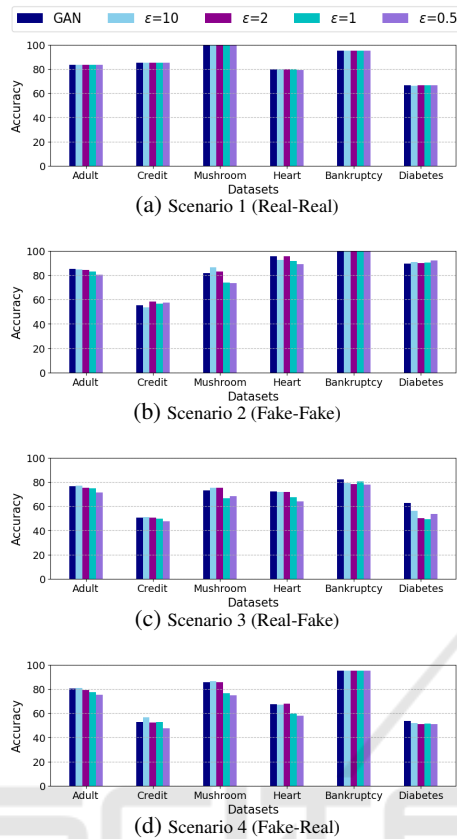 GAN ε=10 ε=2 ε=1 ε=0.5
100
80
60
40
20
0
Accuracy
Adult Credit Mushroom Heart Bankruptcy Diabetes
Datasets
(a) Scenario 1 (Real-Real)
100
80
60
40
20
0
Accuracy
Adult Credit Mushroom Heart Bankruptcy Diabetes
Datasets
(b) Scenario 2 (Fake-Fake)
100
80
60
40
20
0
Accuracy
Adult Credit Mushroom Heart Bankruptcy Diabetes
Datasets
(c) Scenario 3 (Real-Fake)
100
80
60
40
20
0
Accuracy
Adult Credit Mushroom Heart Bankruptcy Diabetes
Datasets
(d) Scenario 4 (Fake-Real)